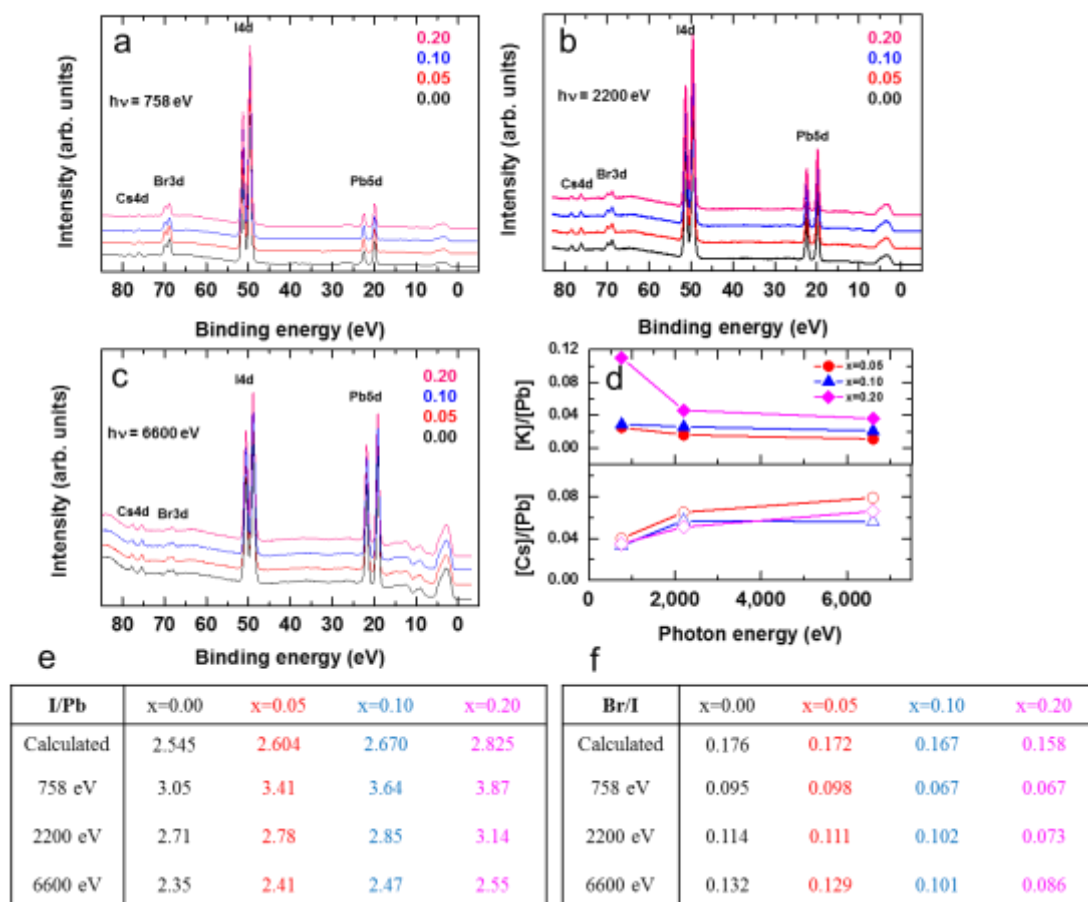 a
I4d
0.20
0.10
0.05
0.00
hν = 758 eV
Cs4d
Br3d
Pb5d
Intensity (arb. units)
80 70 60 50 40 30 20 10 0
Binding energy (eV)
b
I4d
0.20
0.10
0.05
0.00
hν = 2200 eV
Cs4d
Br3d
Pb5d
Intensity (arb. units)
80 70 60 50 40 30 20 10 0
Binding energy (eV)
c
I4d
0.20
0.10
0.05
0.00
hν = 6600 eV
Cs4d
Br3d
Pb5d
Intensity (arb. units)
80 70 60 50 40 30 20 10 0
Binding energy (eV)
d
x=0.05
x=0.10
x=0.20
[K]/[Pb]
0.12
0.08
0.04
0.00
[Cs]/[Pb]
0.08
0.04
0.00
0 2,000 4,000 6,000
Photon energy (eV)
e
I/Pb x=0.00 x=0.05 x=0.10 x=0.20
Calculated 2.545 2.604 2.670 2.825
758 eV 3.05 3.41 3.64 3.87
2200 eV 2.71 2.78 2.85 3.14
6600 eV 2.35 2.41 2.47 2.55
f
Br/I x=0.00 x=0.05 x=0.10 x=0.20
Calculated 0.176 0.172 0.167 0.158
758 eV 0.095 0.098 0.067 0.067
2200 eV 0.114 0.111 0.102 0.073
6600 eV 0.132 0.129 0.101 0.086